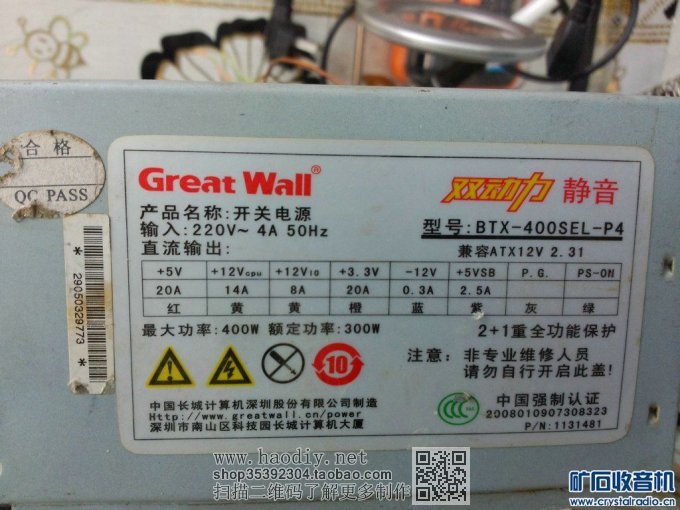 合格
QC PASS
* 29050329773 *
Great Wall®
双动力 静音
产品名称:开关电源
输入:220V~ 4A 50Hz
型号:BTX-400SEL-P4
直流输出:
兼容ATX12V 2.31
+5V +12Vcpu +12VIO +3.3V -12V +5VSB P.G. PS-ON
20A 14A 8A 20A 0.3A 2.5A
红 黄 黄 橙 蓝 紫 灰 绿
最大功率:400W 额定功率:300W
2+1重全功能保护
10
注意: 非专业维修人员
请勿自行开启此盖!
中国长城计算机深圳股份有限公司制造
Http://www.greatwall.cn/power
深圳市南山区科技园长城计算机大厦
中国强制认证
2008010907308323
P/N:1131481
www.haodiy.net
shop35392304.taobao.com
扫描二维码了解更多制作
矿石收音机
www.crystalradio.cn